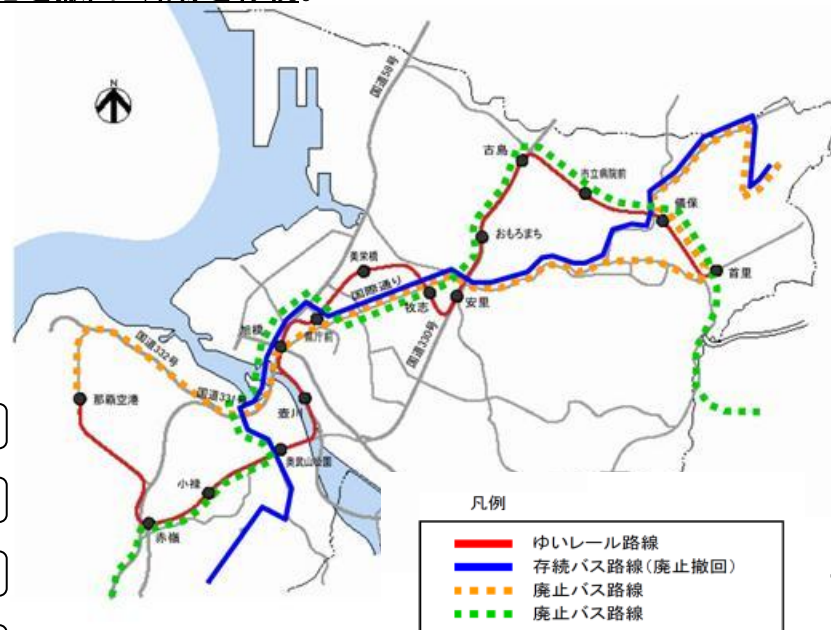 N
国道58号
古島
市立病院前
儀保
おもろまち
首里
美栄橋
国際通り
牧志
安里
旭橋
県庁前
国道330号
国道332号
国道331号
那覇空港
壺川
奥武山公園
小禄
赤嶺
凡例
ゆいレール路線
存続バス路線(廃止撤回)
廃止バス路線
廃止バス路線